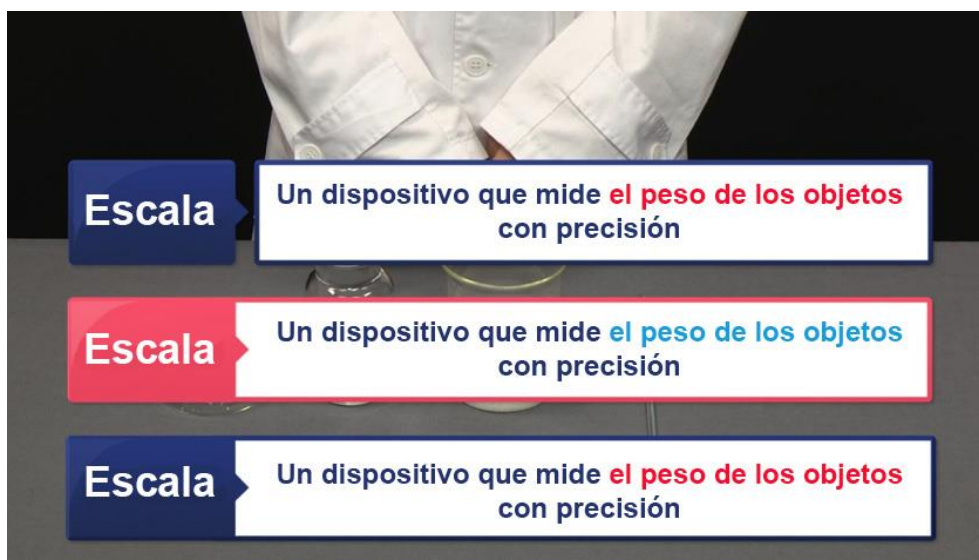 Escala
Un dispositivo que mide el peso de los objetos
con precisión
Escala
Un dispositivo que mide el peso de los objetos
con precisión
Escala
Un dispositivo que mide el peso de los objetos
con precisión